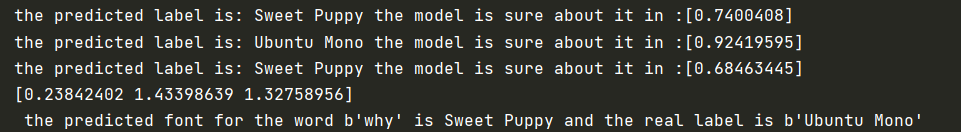 the predicted label is: Sweet Puppy the model is sure about it in :[0.7400408]
the predicted label is: Ubuntu Mono the model is sure about it in :[0.92419595]
the predicted label is: Sweet Puppy the model is sure about it in :[0.68463445]
[0.23842402 1.43398639 1.32758956]
the predicted font for the word b'why' is Sweet Puppy and the real label is b'Ubuntu Mono'